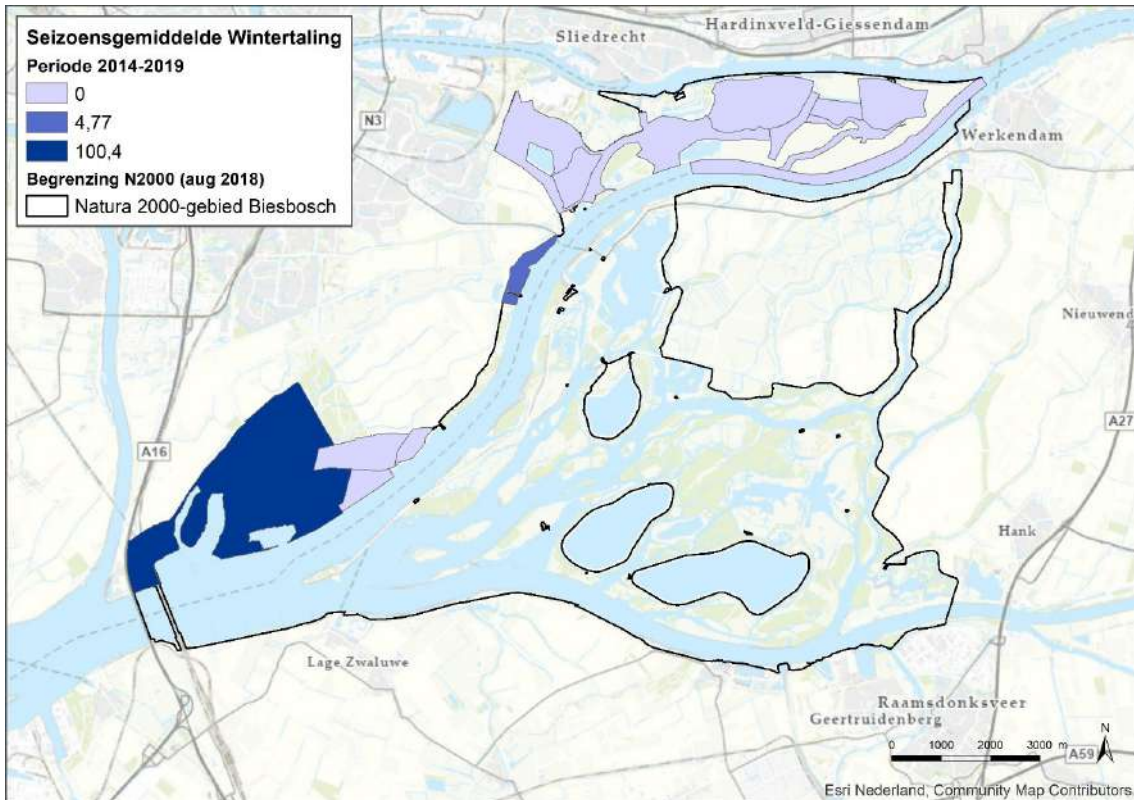 Seizoensgemiddelde Wintertaling
Periode 2014-2019
0
4,77
100,4
Begrenzing N2000 (aug 2018)
Natura 2000-gebied Biesbosch
Hardinxveld-Giessendam
Sliedrecht
N3
Werkendam
Nieuwend
A27
A16
Hank
Lage Zwaluwe
Raamsdonksveer
Geertruidenberg
N
0 1000 2000 3000 m
A59
Esri Nederland, Community Map Contributors